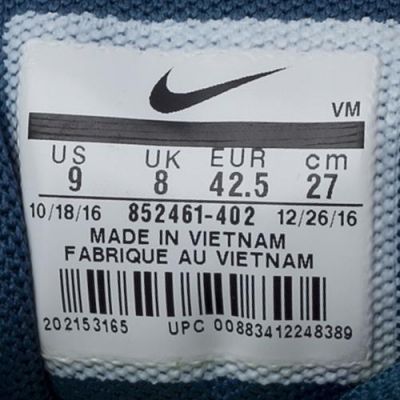 VM
US UK EUR cm
9 8 42.5 27
10/18/16 852461-402 12/26/16
MADE IN VIETNAM
FABRIQUE AU VIETNAM
202153165 UPC 00883412248389